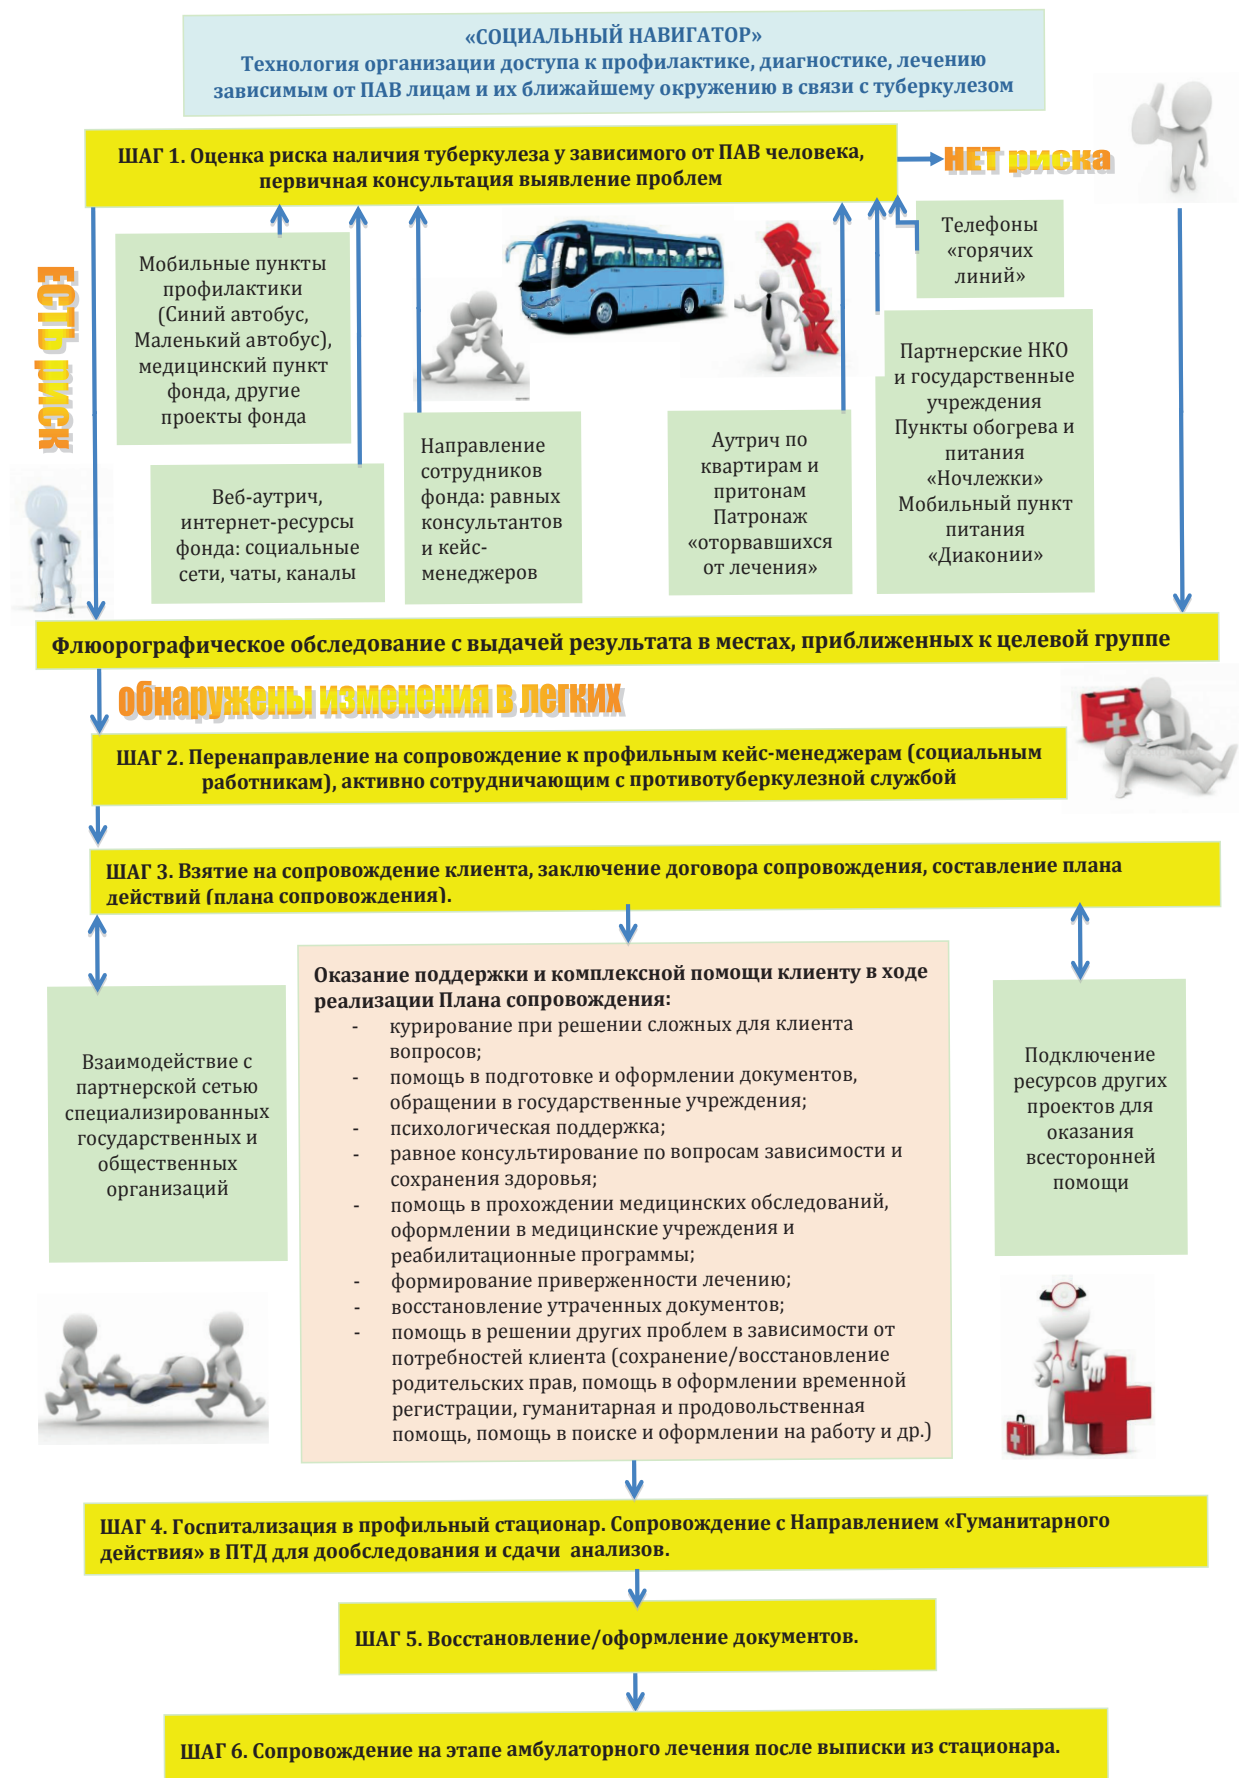 «СОЦИАЛЬНЫЙ НАВИГАТОР»
Технология организации доступа к профилактике, диагностике, лечению
зависимым от ПАВ лицам и их ближайшему окружению в связи с туберкулезом
ШАГ 1. Оценка риска наличия туберкулеза у зависимого от ПАВ человека,
первичная консультация выявление проблем
НЕТ риска
ЕСТЬ риск
Мобильные пункты
профилактики
(Синий автобус,
Маленький автобус),
медицинский пункт
фонда, другие
проекты фонда
Веб-аутрич,
интернет-ресурсы
фонда: социальные
сети, чаты, каналы
Направление
сотрудников
фонда: равных
консультантов
и кейс-
менеджеров
RISK
Аутрич по
квартирам и
притонам
Патронаж
«оторвавшихся
от лечения»
Телефоны
«горячих
линий»
Партнерские НКО
и государственные
учреждения
Пункты обогрева и
питания
«Ночлежки»
Мобильный пункт
питания
«Диаконии»
Флюорографическое обследование с выдачей результата в местах, приближенных к целевой группе
обнаружены изменения в легких
ШАГ 2. Перенаправление на сопровождение к профильным кейс-менеджерам (социальным
работникам), активно сотрудничающим с противотуберкулезной службой
ШАГ 3. Взятие на сопровождение клиента, заключение договора сопровождения, составление плана
действий (плана сопровождения).
Взаимодействие с
партнерской сетью
специализированных
государственных и
общественных
организаций
Оказание поддержки и комплексной помощи клиенту в ходе
реализации Плана сопровождения:
- курирование при решении сложных для клиента
вопросов;
- помощь в подготовке и оформлении документов,
обращении в государственные учреждения;
- психологическая поддержка;
- равное консультирование по вопросам зависимости и
сохранения здоровья;
- помощь в прохождении медицинских обследований,
оформлении в медицинские учреждения и
реабилитационные программы;
- формирование приверженности лечению;
- восстановление утраченных документов;
- помощь в решении других проблем в зависимости от
потребностей клиента (сохранение/восстановление
родительских прав, помощь в оформлении временной
регистрации, гуманитарная и продовольственная
помощь, помощь в поиске и оформлении на работу и др.)
Подключение
ресурсов других
проектов для
оказания
всесторонней
помощи
ШАГ 4. Госпитализация в профильный стационар. Сопровождение с Направлением «Гуманитарного
действия» в ПТД для дообследования и сдачи анализов.
ШАГ 5. Восстановление/оформление документов.
ШАГ 6. Сопровождение на этапе амбулаторного лечения после выписки из стационара.